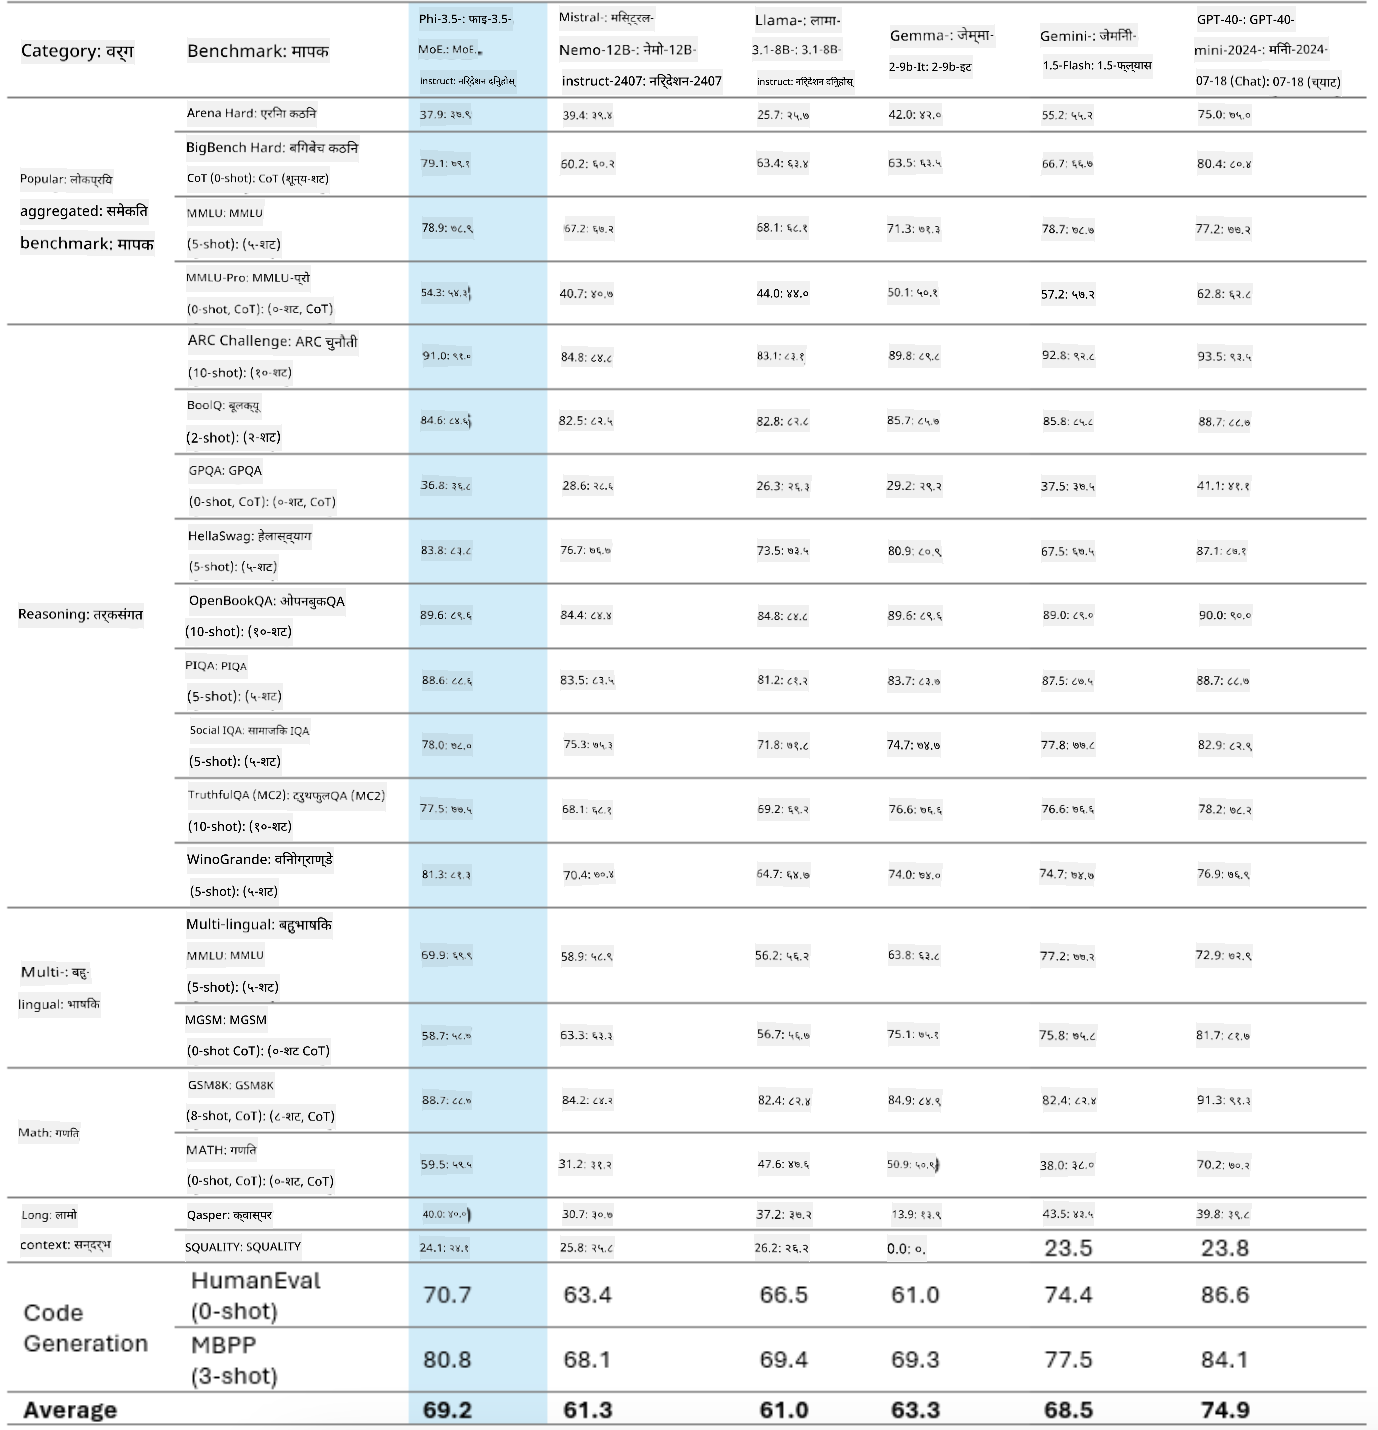 Category: वर्ग
Benchmark: मापक
Phi-3.5-: फाइ-3.5-
MoE.: MoE.
instruct: निर्देशन दिनुहोस्
Mistral-: मिस्ट्रल-
Nemo-12B-: नेमो-12B-
instruct-2407: निर्देशन-2407
Llama-: लामा-
3.1-8B-: 3.1-8B-
instruct: निर्देशन दिनुहोस्
Gemma-: जेम्मा-
2-9b-It: 2-9b-इट
Gemini-: जेमिनी-
1.5-Flash: 1.5-फ्ल्यास
GPT-4o-: GPT-4o-
mini-2024-: मिनी-2024-
07-18 (Chat): 07-18 (च्याट)
Popular: लोकप्रिय
aggregated: समेकित
benchmark: मापक
Arena Hard: एरिना कठिन
37.9: ३७.९
39.4: ३९.४
25.7: २५.७
42.0: ४२.०
55.2: ५५.२
75.0: ७५.०
BigBench Hard: बिगबेच कठिन
CoT (0-shot): CoT (शून्य-शट)
79.1: ७९.१
60.2: ६०.२
63.4: ६३.४
63.5: ६३.५
66.7: ६६.७
80.4: ८०.४
MMLU: MMLU
(5-shot): (५-शट)
78.9: ७८.९
67.2: ६७.२
68.1: ६८.१
71.3: ७१.३
78.7: ७८.७
77.2: ७७.२
MMLU-Pro: MMLU-प्रो
(0-shot, CoT): (०-शट, CoT)
54.3: ५४.३
40.7: ४०.७
44.0: ४४.०
50.1: ५०.१
57.2: ५७.२
62.8: ६२.८
Reasoning: तर्कसंगत
ARC Challenge: ARC चुनौती
(10-shot): (१०-शट)
91.0: ९१.०
84.8: ८४.८
83.1: ८३.१
89.8: ८९.८
92.8: ९२.८
93.5: ९३.५
BoolQ: बूलक्यू
(2-shot): (२-शट)
84.6: ८४.६
82.5: ८२.५
82.8: ८२.८
85.7: ८५.७
85.8: ८५.८
88.7: ८८.७
GPQA: GPQA
(0-shot, CoT): (०-शट, CoT)
36.8: ३६.८
28.6: २८.६
26.3: २६.३
29.2: २९.२
37.5: ३७.५
41.1: ४१.१
HellaSwag: हेलास्व्याग
(5-shot): (५-शट)
83.8: ८३.८
76.7: ७६.७
73.5: ७३.५
80.9: ८०.९
67.5: ६७.५
87.1: ८७.१
OpenBookQA: ओपनबुकQA
(10-shot): (१०-शट)
89.6: ८९.६
84.4: ८४.४
84.8: ८४.८
89.6: ८९.६
89.0: ८९.०
90.0: ९०.०
PIQA: PIQA
(5-shot): (५-शट)
88.6: ८८.६
83.5: ८३.५
81.2: ८१.२
83.7: ८३.७
87.5: ८७.५
88.7: ८८.७
Social IQA: सामाजिक IQA
(5-shot): (५-शट)
78.0: ७८.०
75.3: ७५.३
71.8: ७१.८
74.7: ७४.७
77.8: ७७.८
82.9: ८२.९
TruthfulQA (MC2): ट्रुथफुलQA (MC2)
(10-shot): (१०-शट)
77.5: ७७.५
68.1: ६८.१
69.2: ६९.२
76.6: ७६.६
76.6: ७६.६
78.2: ७८.२
WinoGrande: विनोग्राण्डे
(5-shot): (५-शट)
81.3: ८१.३
70.4: ७०.४
64.7: ६४.७
74.0: ७४.०
74.7: ७४.७
76.9: ७६.९
Multi-: बहु-
lingual: भाषिक
Multi-lingual: बहुभाषिक
MMLU: MMLU
(5-shot): (५-शट)
69.9: ६९.९
58.9: ५८.९
56.2: ५६.२
63.8: ६३.८
77.2: ७७.२
72.9: ७२.९
MGSM: MGSM
(0-shot CoT): (०-शट CoT)
58.7: ५८.७
63.3: ६३.३
56.7: ५६.७
75.1: ७५.१
75.8: ७५.८
81.7: ८१.७
Math: गणित
GSM8K: GSM8K
(8-shot, CoT): (८-शट, CoT)
88.7: ८८.७
84.2: ८४.२
82.4: ८२.४
84.9: ८४.९
82.4: ८२.४
91.3: ९१.३
MATH: गणित
(0-shot, CoT): (०-शट, CoT)
59.5: ५९.५
31.2: ३१.२
47.6: ४७.६
50.9: ५०.९
38.0: ३८.०
70.2: ७०.२
Long: लामो
context: सन्दर्भ
Qasper: क्वास्पर
40.0: ४०.०
30.7: ३०.७
37.2: ३७.२
13.9: १३.९
43.5: ४३.५
39.8: ३९.८
SQUALITY: SQUALITY
24.1: २४.१
25.8: २५.८
26.2: २६.२
0.0: ०.
23.5
23.8
Code
Generation
HumanEval
(0-shot)
70.7
63.4
66.5
61.0
74.4
86.6
MBPP
(3-shot)
80.8
68.1
69.4
69.3
77.5
84.1
Average
69.2
61.3
61.0
63.3
68.5
74.9